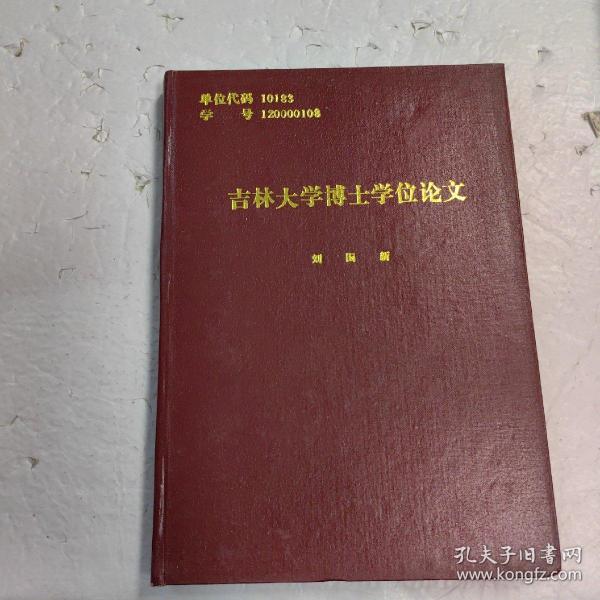 单位代码 10183
学 号 120000108
吉林大学博士学位论文
刘 国 新
孔夫子旧书网
www.kongfz.com